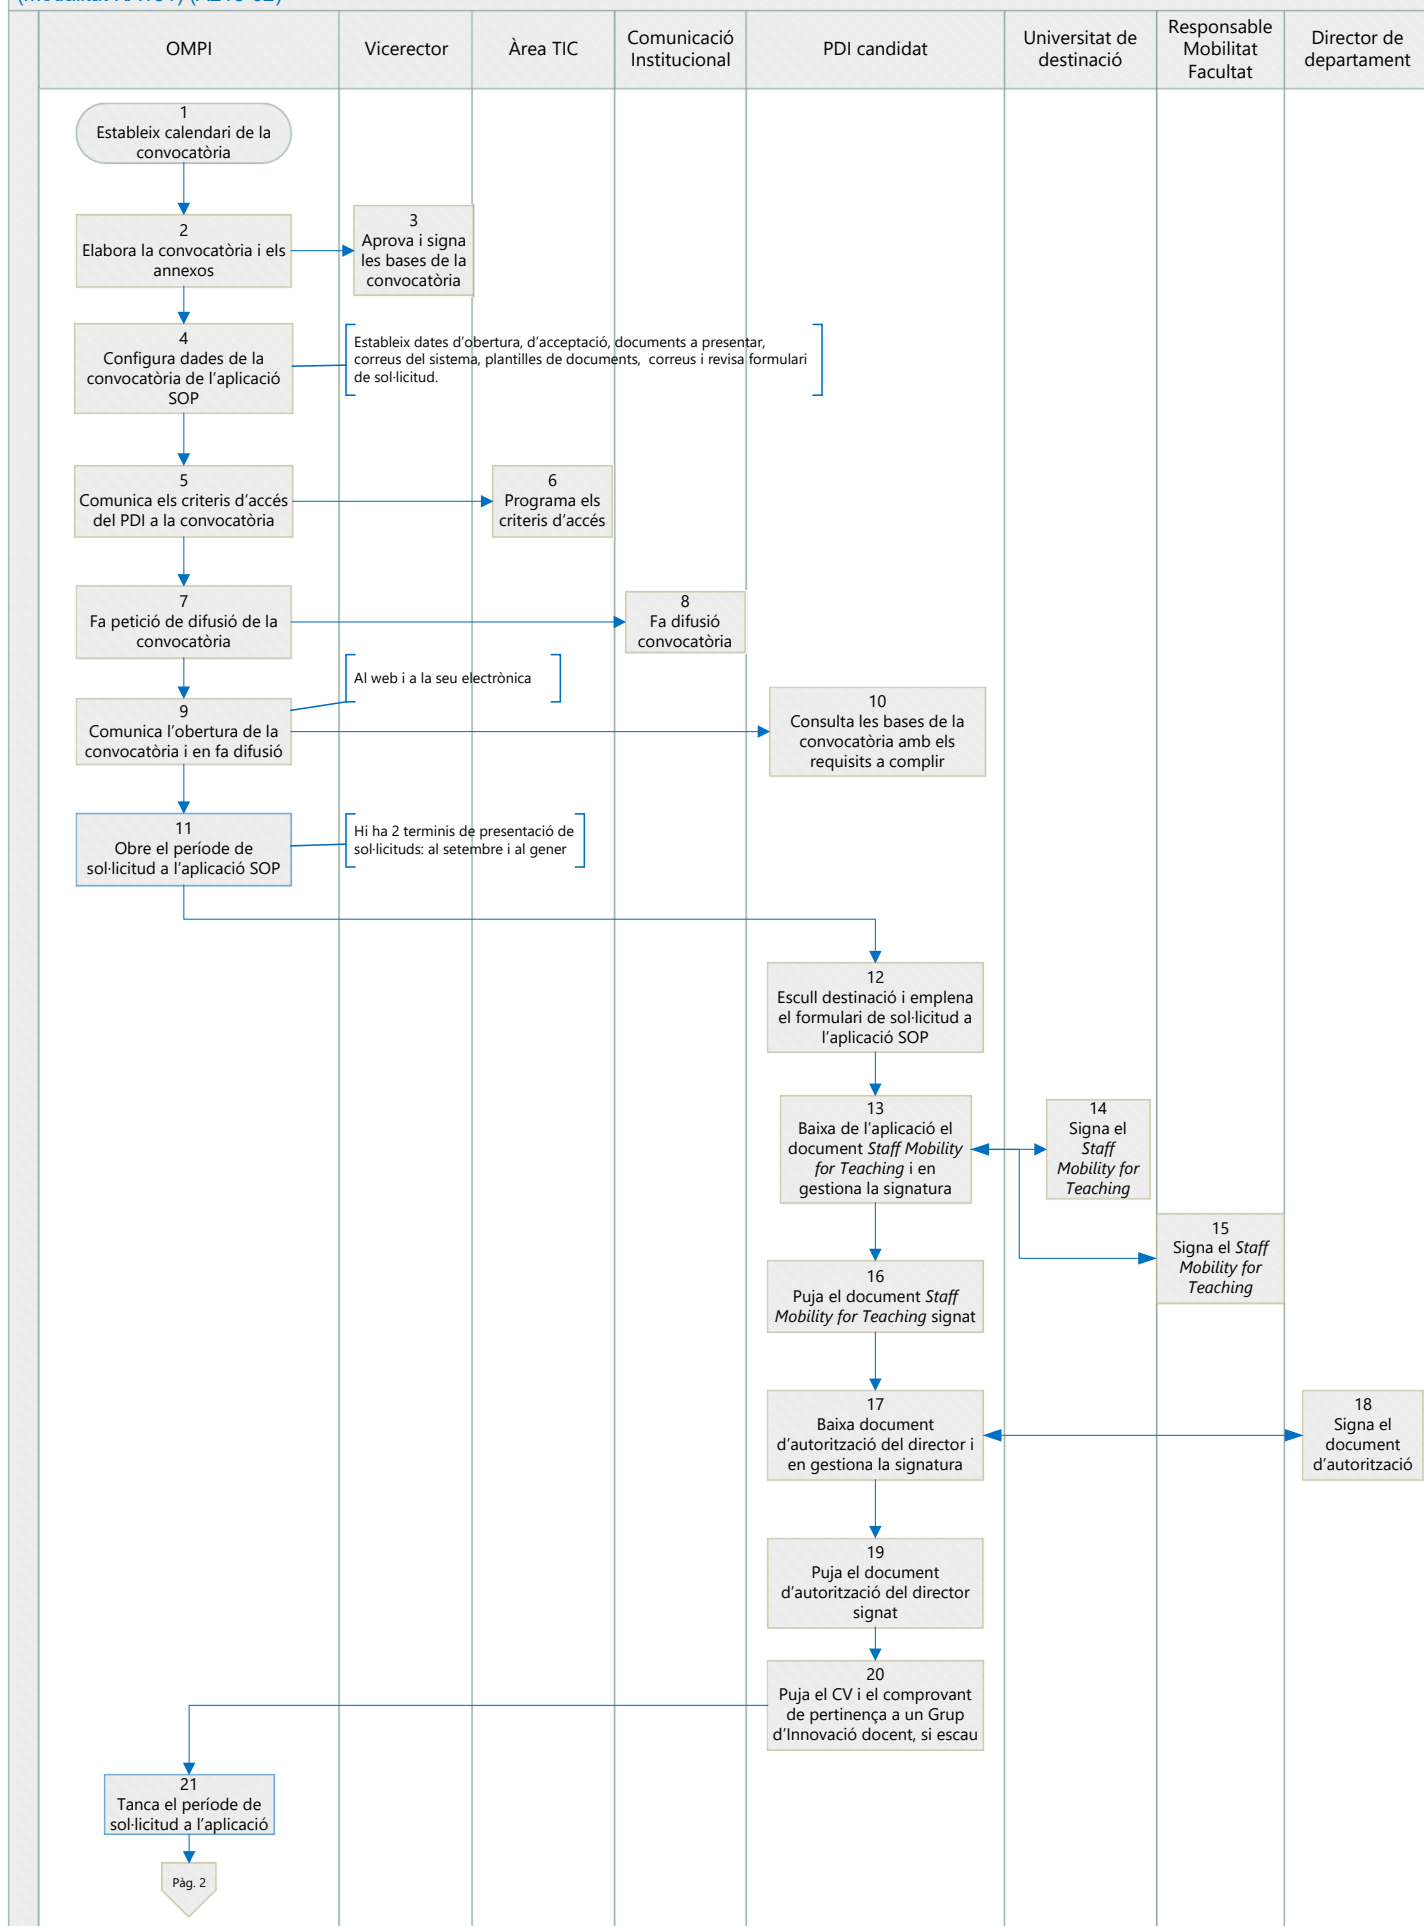 OMPI
Vicerector
Àrea TIC
Comunicació
Institucional
PDI candidat
Universitat de
destinació
Responsable
Mobilitat
Facultat
Director de
departament
1
Estableix calendari de la
convocatòria
2
Elabora la convocatòria i els
annexos
3
Aprova i signa
les bases de la
convocatòria
4
Configura dades de la
convocatòria de l'aplicació
SOP
Estableix dates d'obertura, d'acceptació, documents a presentar,
correus del sistema, plantilles de documents, correus i revisa formulari
de sol·licitud.
5
Comunica els criteris d'accés
del PDI a la convocatòria
6
Programa els
criteris d'accés
7
Fa petició de difusió de la
convocatòria
8
Fa difusió
convocatòria
Al web i a la seu electrònica
9
Comunica l'obertura de la
convocatòria i en fa difusió
10
Consulta les bases de la
convocatòria amb els
requisits a complir
11
Obre el període de
sol·licitud a l'aplicació SOP
Hi ha 2 terminis de presentació de
sol·licituds: al setembre i al gener
12
Escull destinació i emplena
el formulari de sol·licitud a
l'aplicació SOP
13
Baixa de l'aplicació el
document Staff Mobility
for Teaching i en
gestiona la signatura
14
Signa el
Staff
Mobility for
Teaching
15
Signa el Staff
Mobility for
Teaching
16
Puja el document Staff
Mobility for Teaching signat
17
Baixa document
d'autorització del director i
en gestiona la signatura
18
Signa el
document
d'autorització
19
Puja el document
d'autorització del director
signat
20
Puja el CV i el comprovant
de pertinença a un Grup
d'Innovació docent, si escau
21
Tanca el període de
sol·licitud a l'aplicació
Pàg. 2